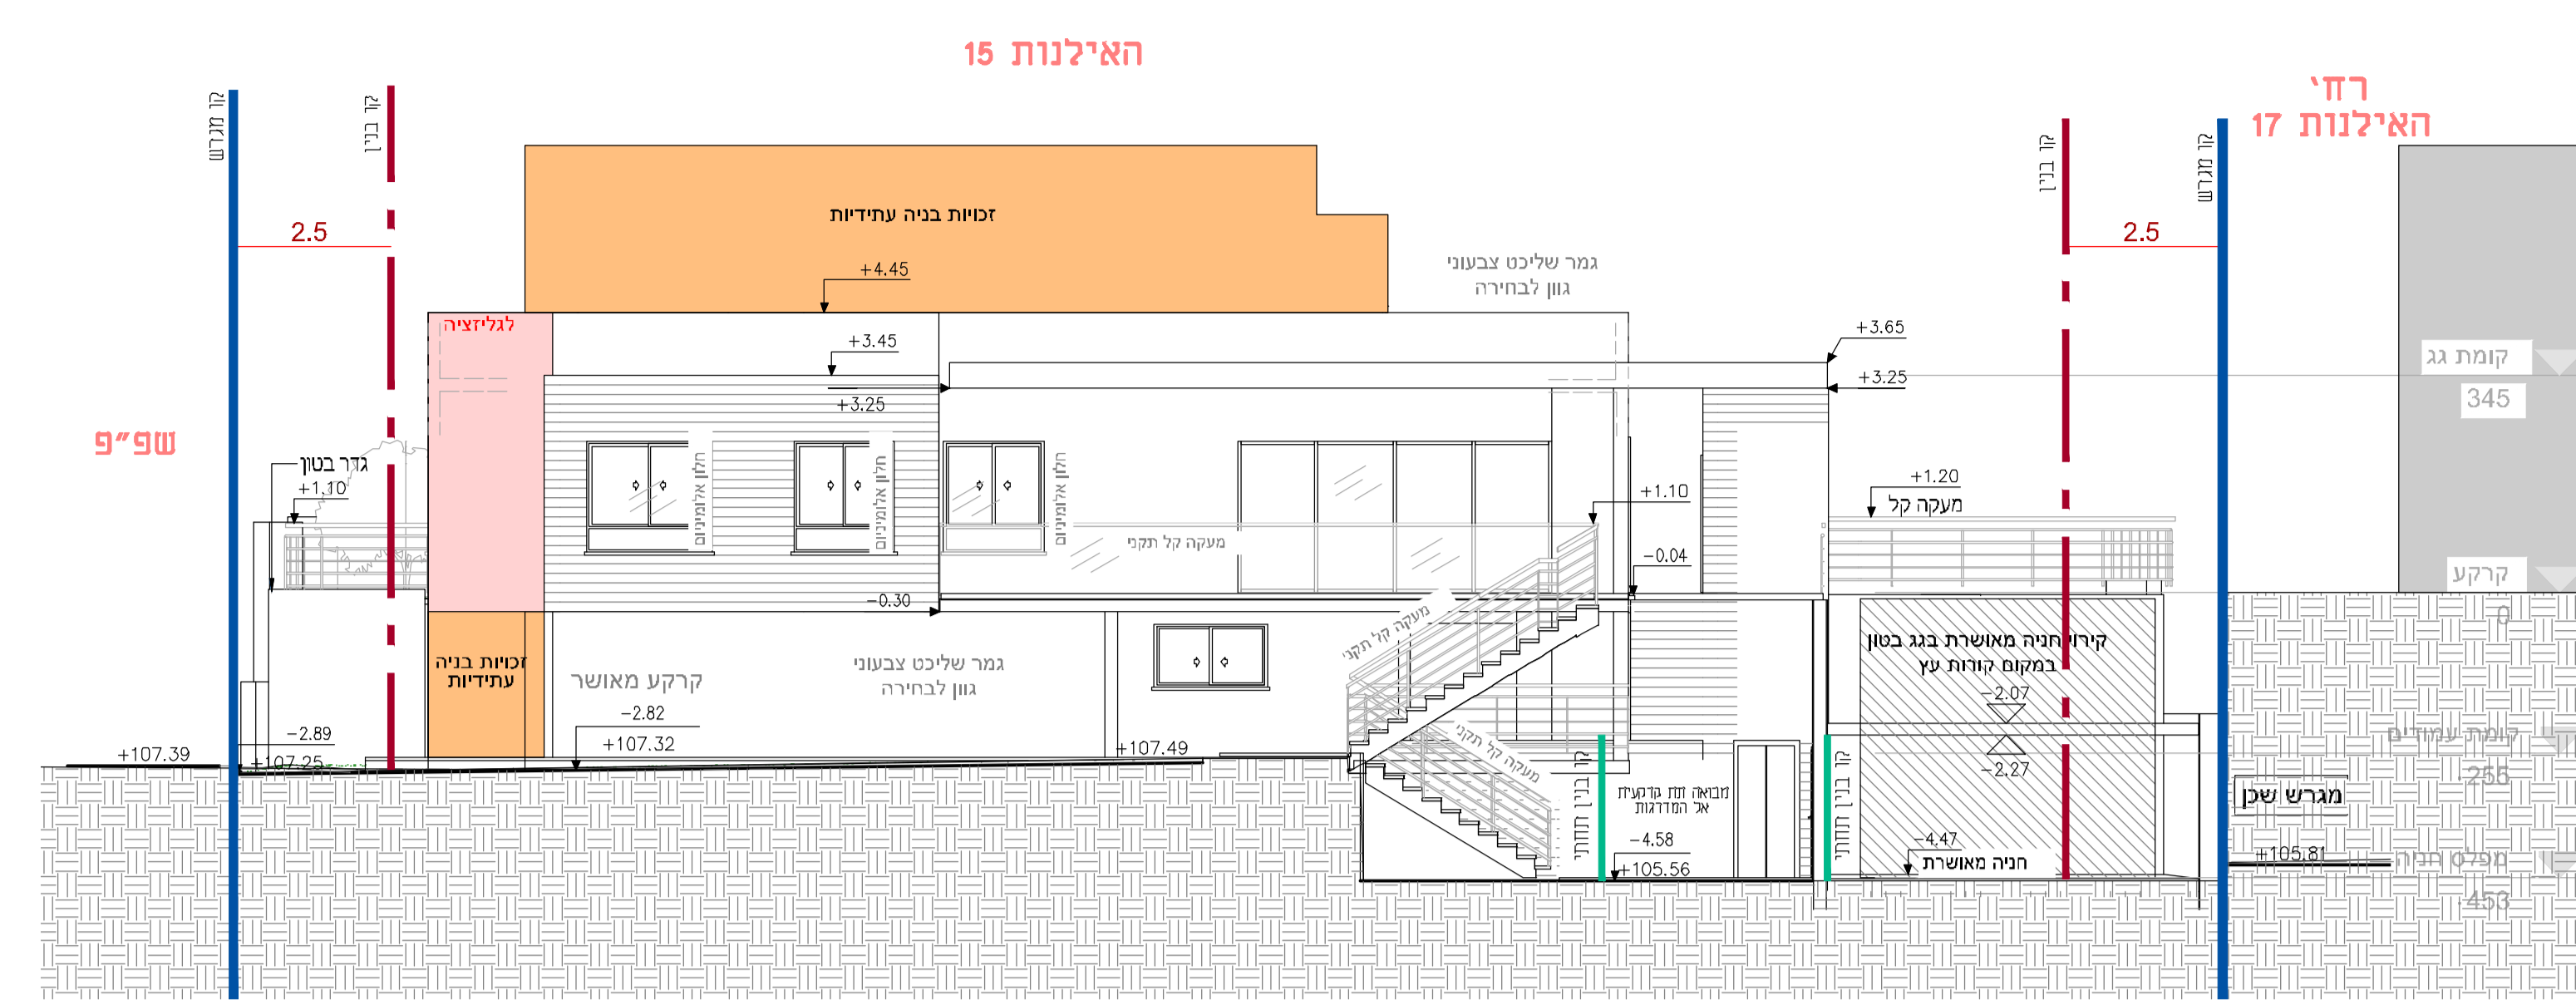 האילנות 15
רח'
האילנות 17
קו מגרש
קו בנין
קו בנין
קו מגרש
2.5
2.5
זכויות בניה עתידיות
+4.45
גמר שליכט צבעוני
גוון לבחירה
לגליזציה
+3.45
+3.65
+3.25
+3.25
קומת גג
345
שפ"פ
גדר בטון
+1.10
חלון אלומיניום
חלון אלומיניום
חלון אלומיניום
מעקה קל תקני
+1.10
+1.20
מעקה קל
-0.04
קרקע
0
-0.30
מעקה קל תקני
קירוי חניה מאושרת בגג בטון
במקום קורות עץ
זכויות בניה
עתידיות
קרקע מאושר
גמר שליכט צבעוני
גוון לבחירה
-2.07
-2.82
+107.32
-2.89
+107.25
+107.39
+107.49
מעקה קל תקני
קו בנין תחתי
מבואה תת קרקעית
אל המדרגות
קו בנין תחתי
-2.27
קומת עמודים
-255
מגרש שכן
-4.58
+105.56
-4.47
חניה מאושרת
+105.81
מפלס חניה
-453